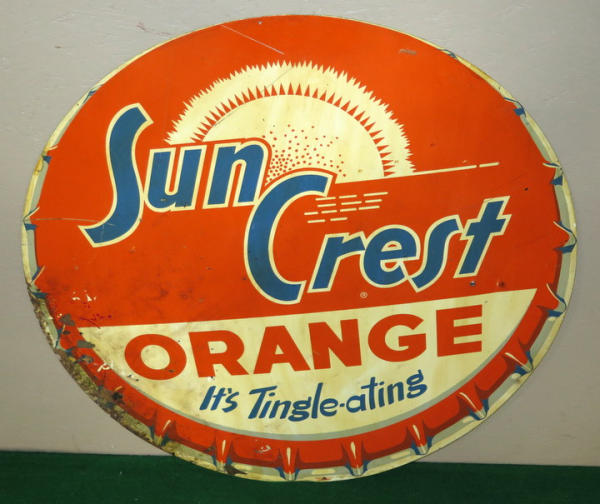 Sun
Crest
®
ORANGE
It's Tingle-ating